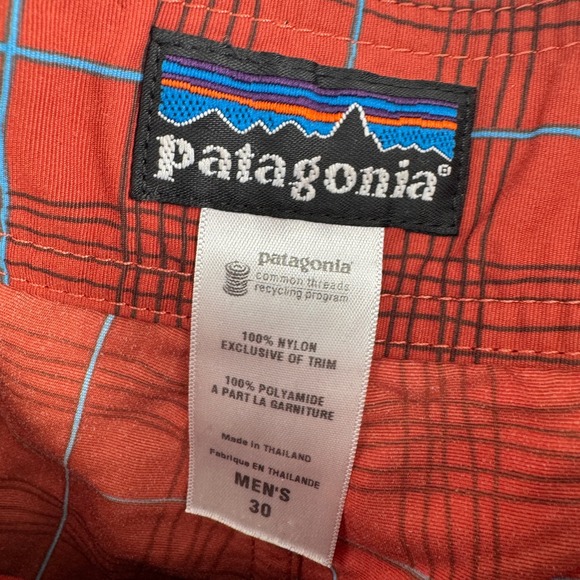 patagonia®
patagonia®
common threads
recycling program
100% NYLON
EXCLUSIVE OF TRIM
100% POLYAMIDE
A PART LA GARNITURE
Made in THAILAND
Fabrique EN THAILANDE
MEN'S
30